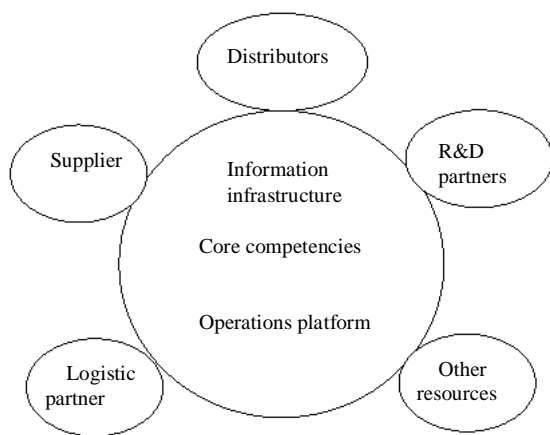 Distributors
Supplier
R&D
partners
Information
infrastructure
Core competencies
Operations platform
Logistic
partner
Other
resources